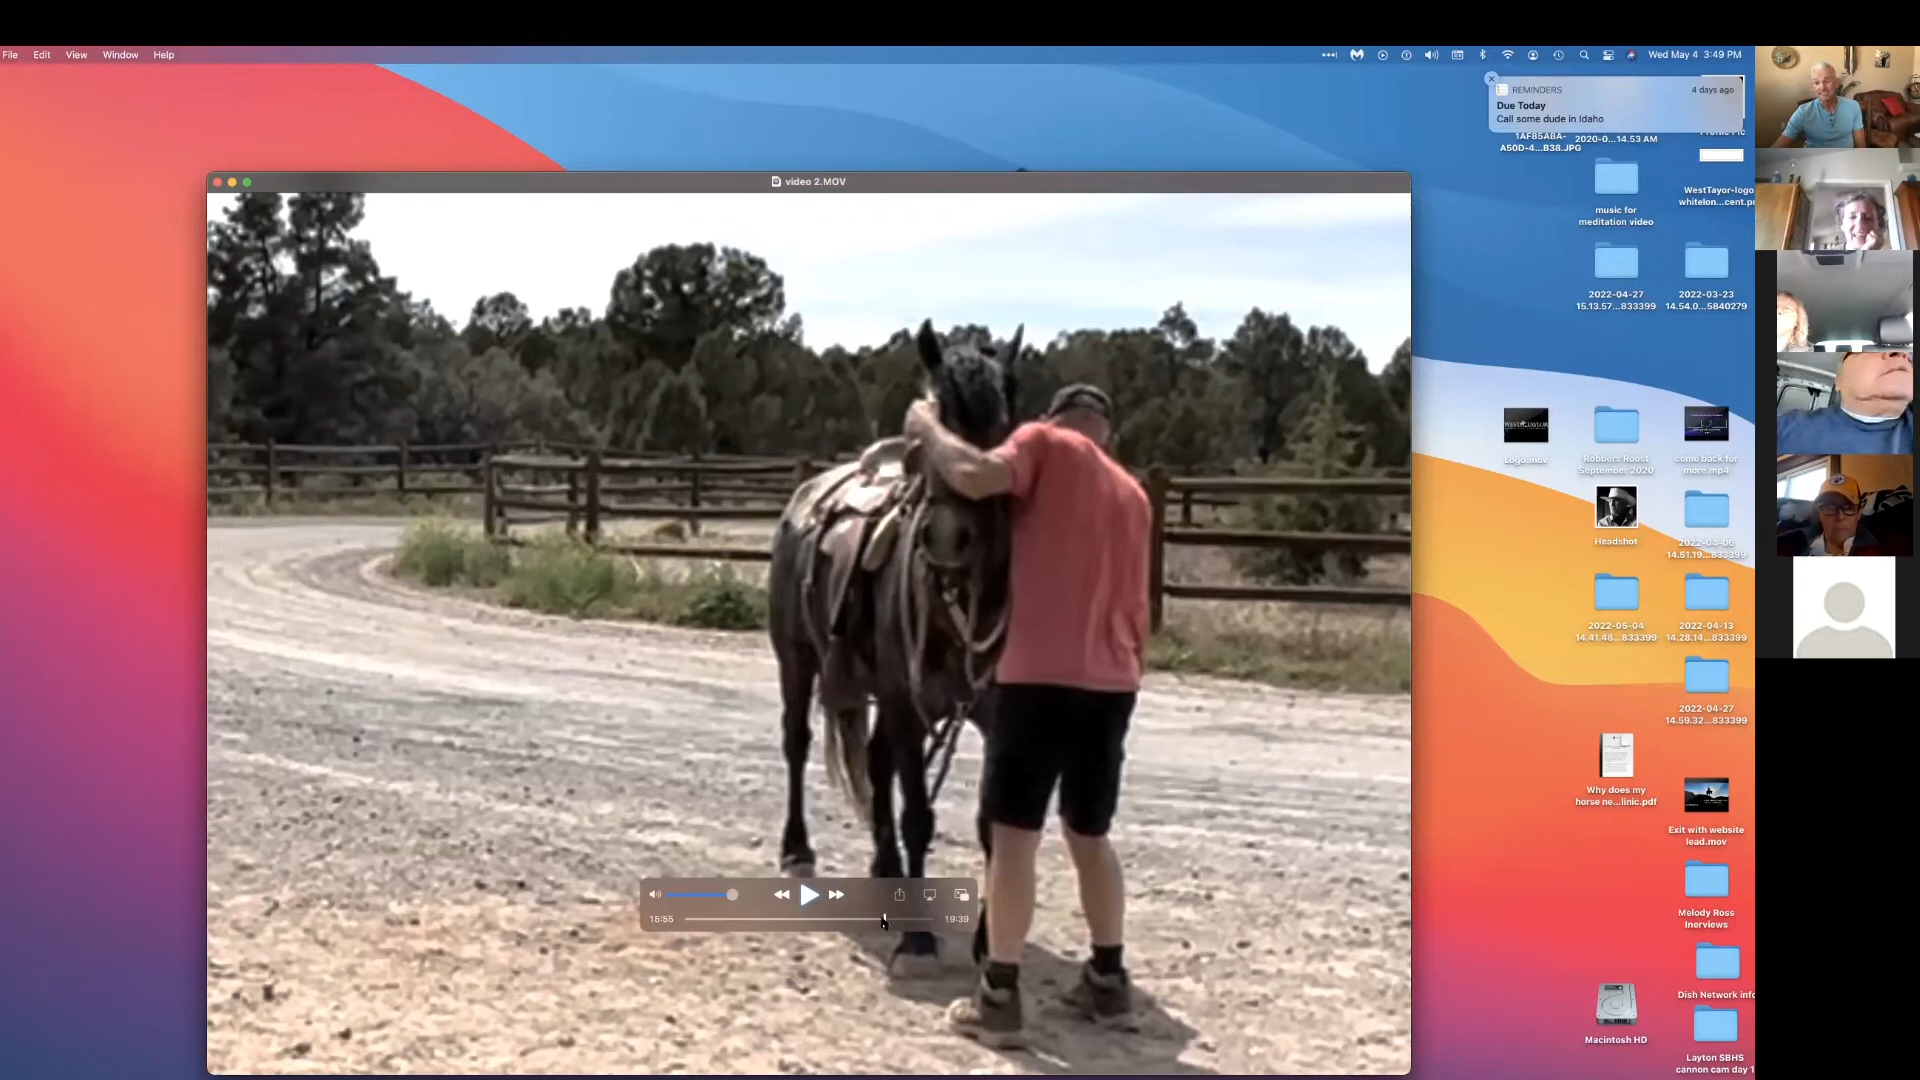 File Edit View Window Help
Wed May 4 3:49 PM
REMINDERS 4 days ago
Due Today
Call some dude in Idaho
1AF85ABA-
A50D-4...B38.JPG
2020-0...14.53 AM
video 2.MOV
WestTayor-logo
whitelon...cent.pn
music for
meditation video
2022-04-27
15.13.57...833399
2022-03-23
14.54.0...5840279
WEST TAYLOR
Logo.mov
Robbers Roost
September 2020
come back for
more.mp4
Headshot
2022-04-06
14.51.19...833399
2022-05-04
14.41.48...833399
2022-04-13
14.28.14...833399
2022-04-27
14.59.32...833399
Why does my
horse ne...linic.pdf
Exit with website
lead.mov
Melody Ross
Inerviews
15:55 19:39
Dish Network info
Macintosh HD
Layton SBHS
cannon cam day 1